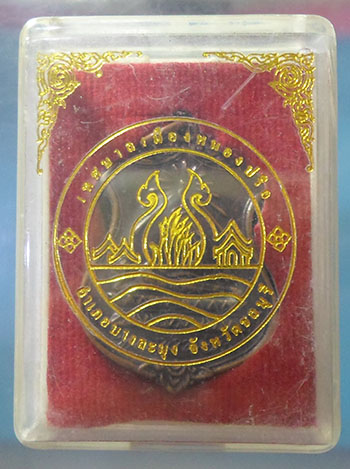 เทศบาลเมืองหนองปรือ
อำเภอบางละมุง จังหวัดชลบุรี